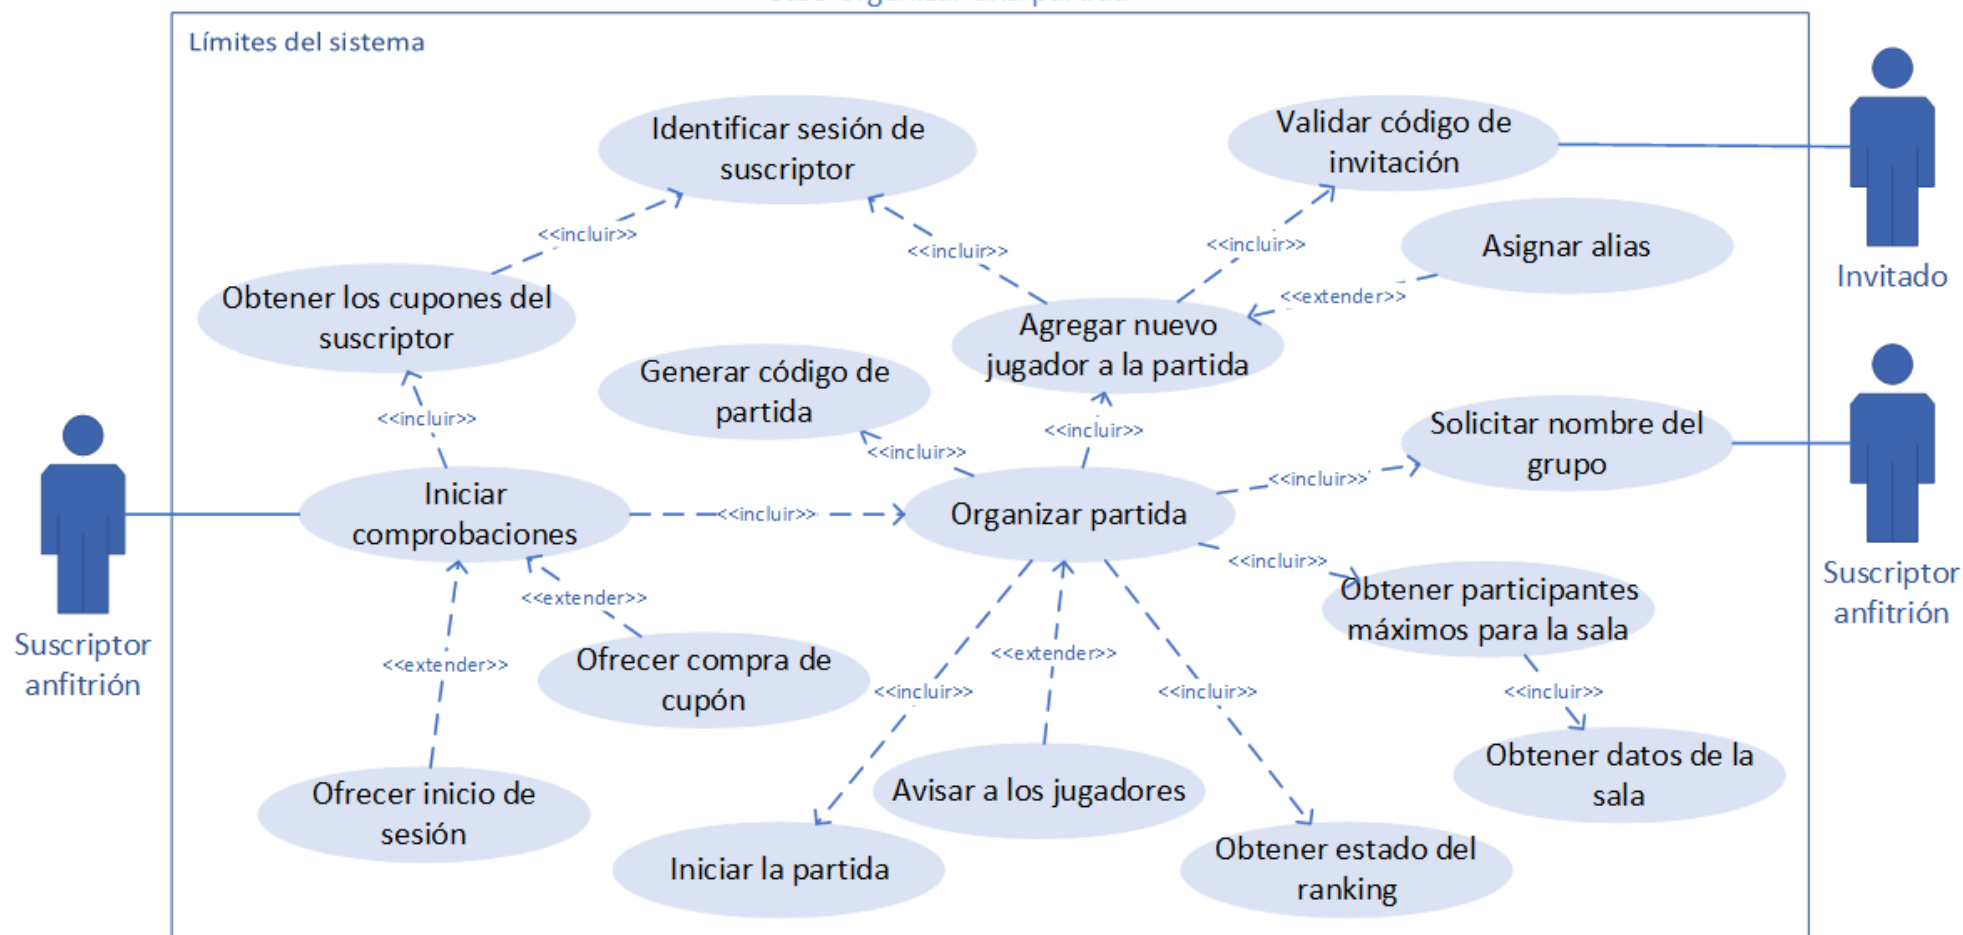 Caso organizar una partida
Límites del sistema
Identificar sesión de
suscriptor
Validar código de
invitación
<<incluir>>
<<incluir>>
<<incluir>>
Asignar alias
Invitado
<<extender>>
Obtener los cupones del
suscriptor
Agregar nuevo
jugador a la partida
Generar código de
partida
<<incluir>>
<<incluir>>
<<incluir>>
Solicitar nombre del
grupo
<<incluir>>
Iniciar
comprobaciones
<<incluir>>
Organizar partida
<<incluir>>
Suscriptor
anfitrión
Suscriptor
anfitrión
<<extender>>
Obtener participantes
máximos para la sala
<<extender>>
Ofrecer compra de
cupón
<<extender>>
<<incluir>>
<<incluir>>
<<incluir>>
Ofrecer inicio de
sesión
Avisar a los jugadores
Obtener datos de la
sala
Iniciar la partida
Obtener estado del
ranking